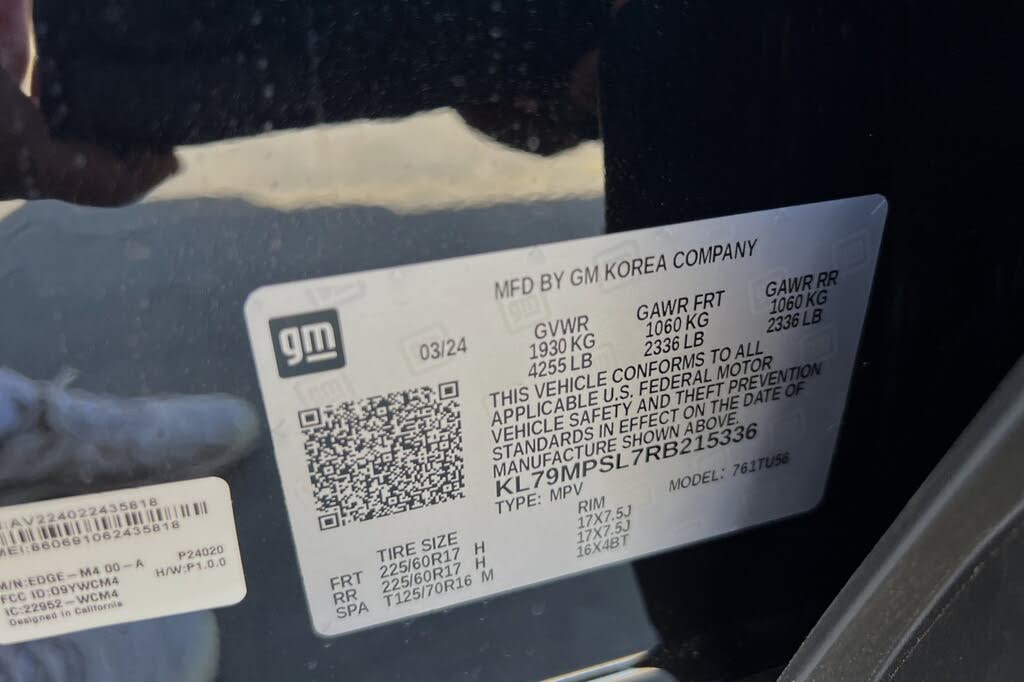 gm
MFD BY GM KOREA COMPANY
03/24
GVWR GAWR FRT GAWR RR
1930 KG 1060 KG 1060 KG
4255 LB 2336 LB 2336 LB
THIS VEHICLE CONFORMS TO ALL
APPLICABLE U.S. FEDERAL MOTOR
VEHICLE SAFETY AND THEFT PREVENTION
STANDARDS IN EFFECT ON THE DATE OF
MANUFACTURE SHOWN ABOVE.
KL79MPSL7RB215336
TYPE: MPV MODEL: 761TU56
TIRE SIZE RIM
FRT 225/60R17 H 17X7.5J
RR 225/60R17 H 17X7.5J
SPA T125/70R16 M 16X4BT
:AV224022435818
MEI:860691062435818
P24020
M/N:EDGE-M4 00-A H/W:P1.0.0
FCC ID:09YWCM4
IC:22952-WCM4
Designed in California